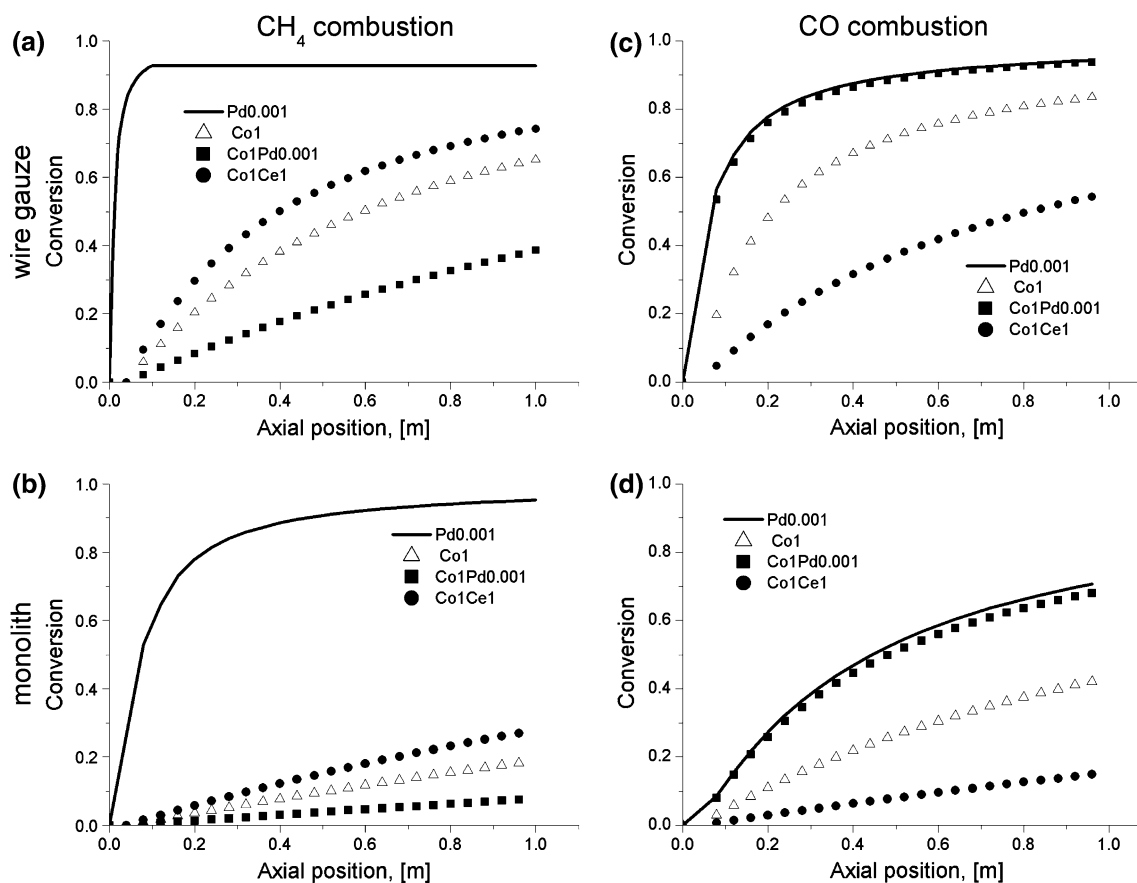 CH4 combustion
CO combustion
(a)
wire gauze
Conversion
1.0
0.8
0.6
0.4
0.2
0.0
Pd0.001
Co1
Co1Pd0.001
Co1Ce1
0.0 0.2 0.4 0.6 0.8 1.0
Axial position, [m]
(c)
Conversion
1.0
0.8
0.6
0.4
0.2
0.0
Pd0.001
Co1
Co1Pd0.001
Co1Ce1
0.0 0.2 0.4 0.6 0.8 1.0
Axial position, [m]
(b)
monolith
Conversion
1.0
0.8
0.6
0.4
0.2
0.0
Pd0.001
Co1
Co1Pd0.001
Co1Ce1
0.0 0.2 0.4 0.6 0.8 1.0
Axial position, [m]
(d)
Conversion
1.0
0.8
0.6
0.4
0.2
0.0
Pd0.001
Co1
Co1Pd0.001
Co1Ce1
0.0 0.2 0.4 0.6 0.8 1.0
Axial position, [m]